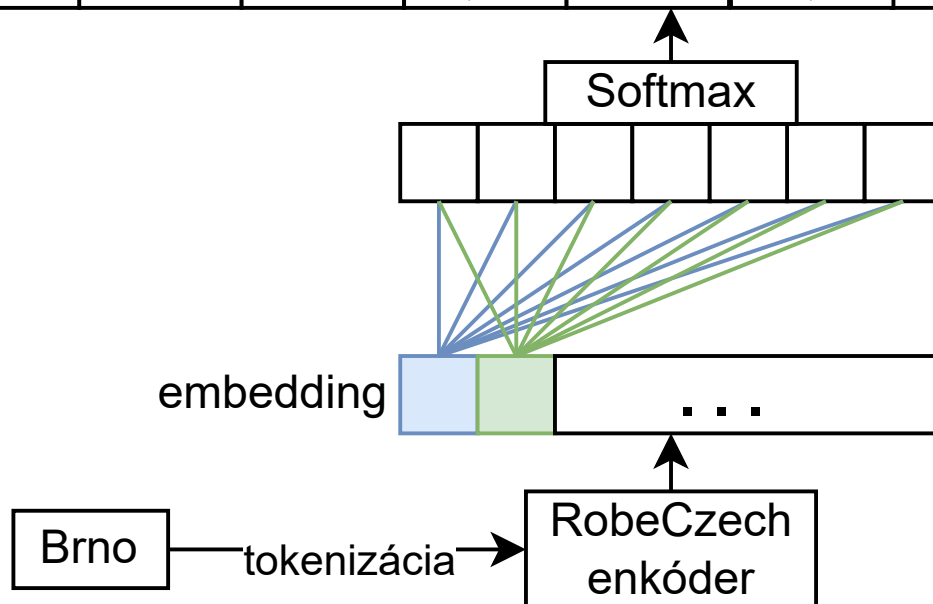 Softmax
embedding
. . .
Brno
tokenizácia
RobeCzech
enkóder